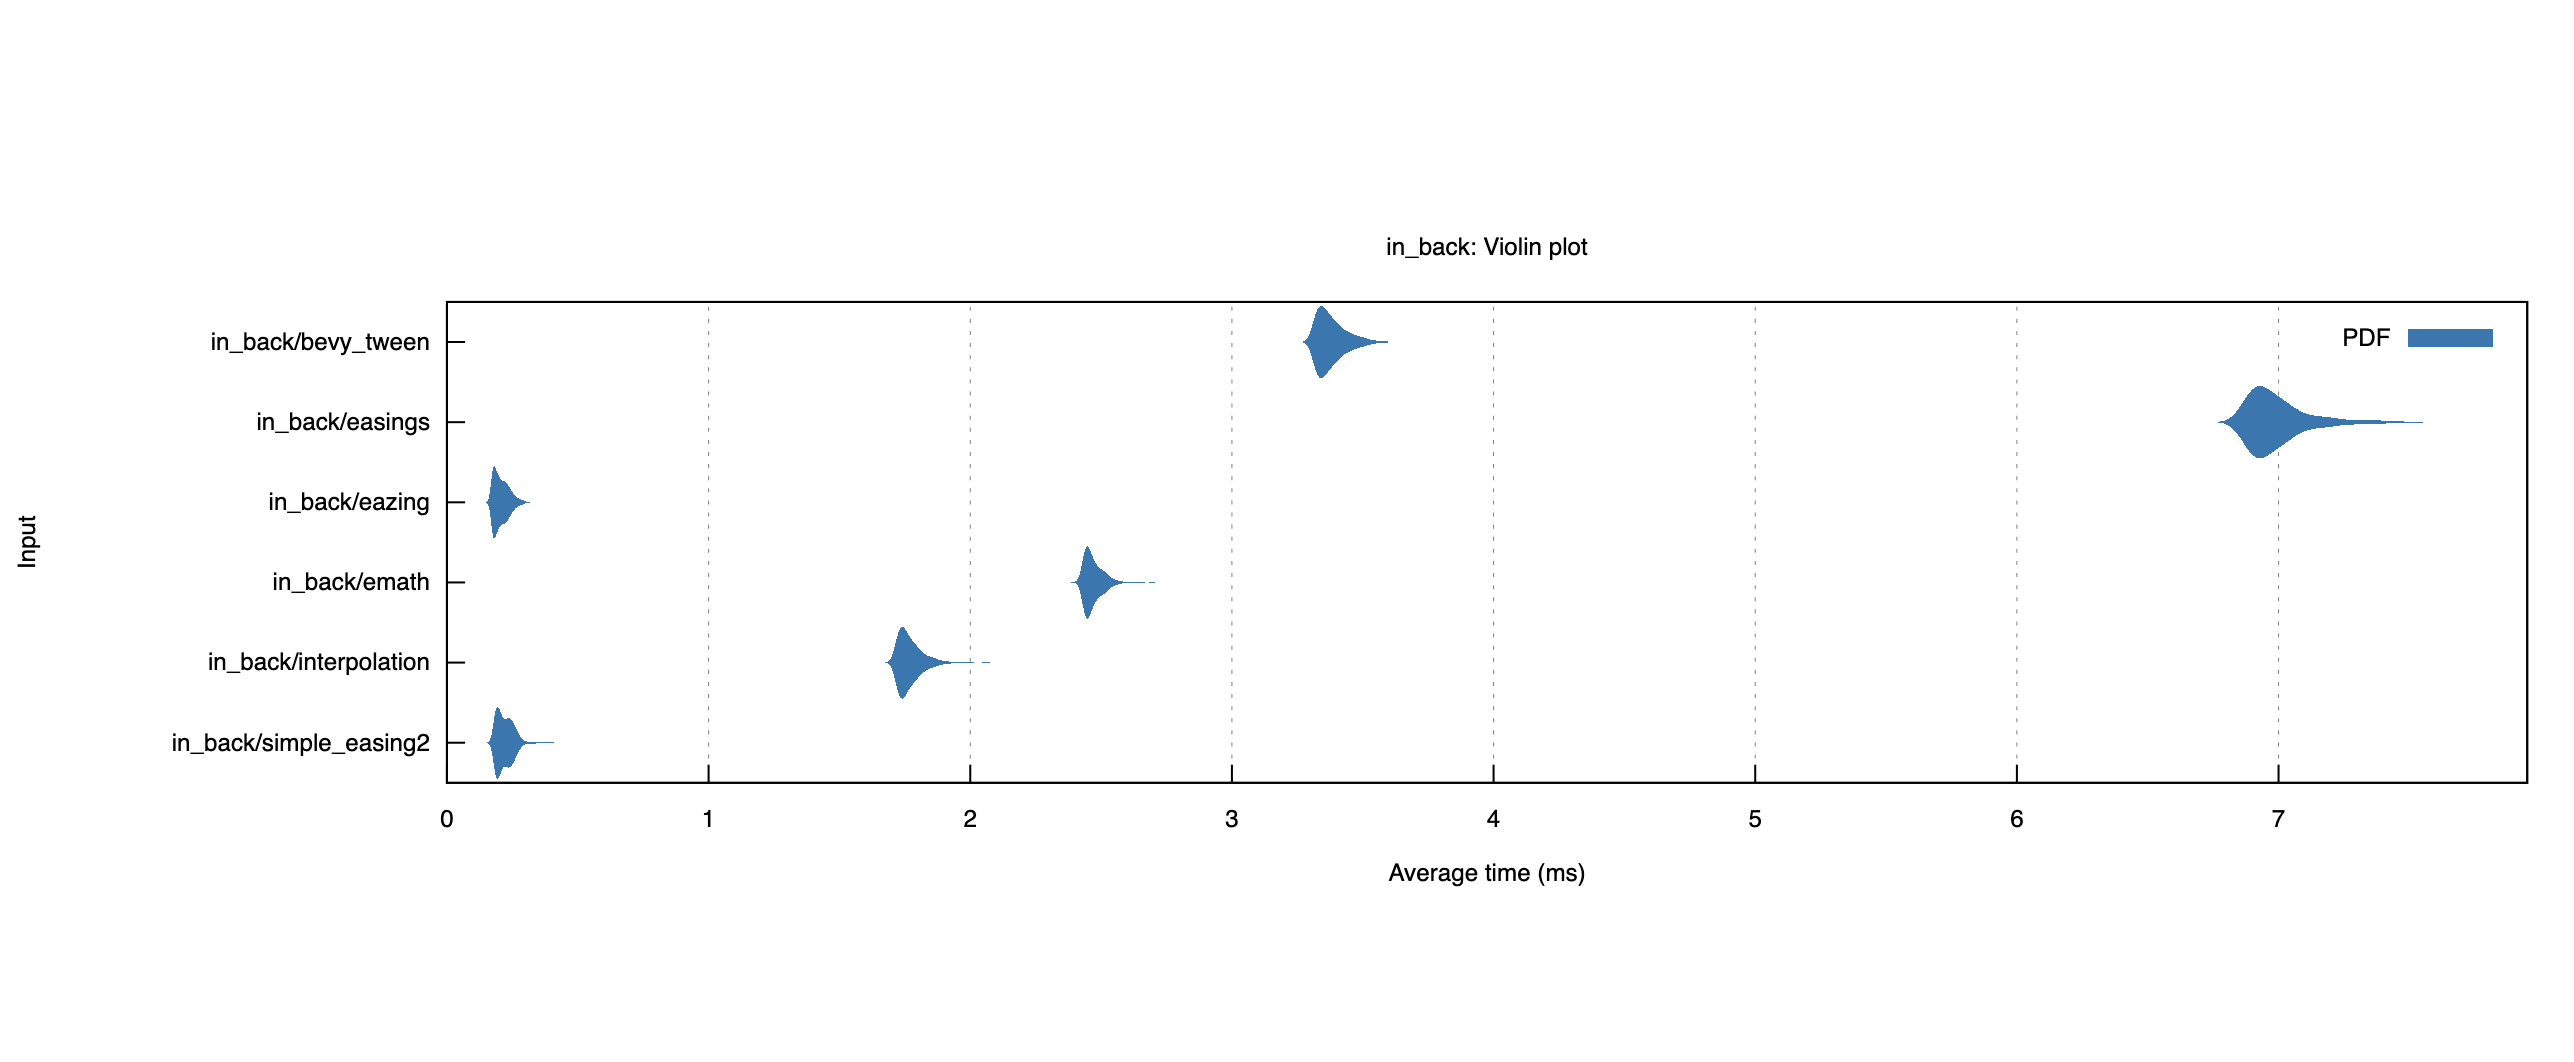 in_back: Violin plot
PDF
in_back/bevy_tween
in_back/easings
in_back/eazing
in_back/emath
in_back/interpolation
in_back/simple_easing2
Input
0 1 2 3 4 5 6 7
Average time (ms)